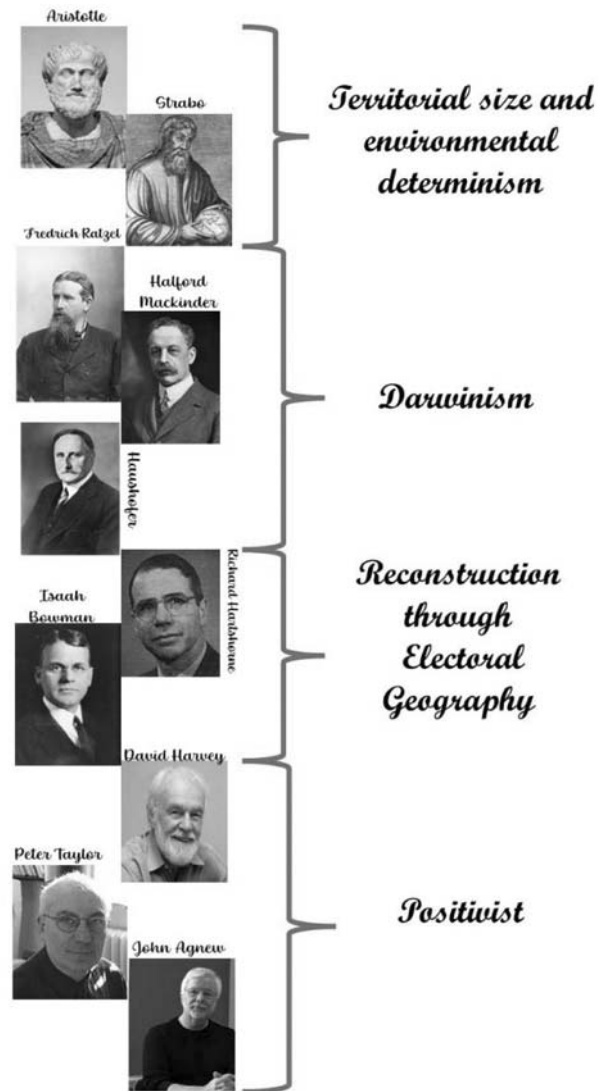 Aristotle
Strabo
Territorial size and
environmental
determinism
Fredrich Ratzel
Halford
Mackinder
Darwinism
Haushofer
Richard Hartshorne
Isaah
Bowman
Reconstruction
through
Electoral
Geography
David Harvey
Peter Taylor
John Agnew
Positivist